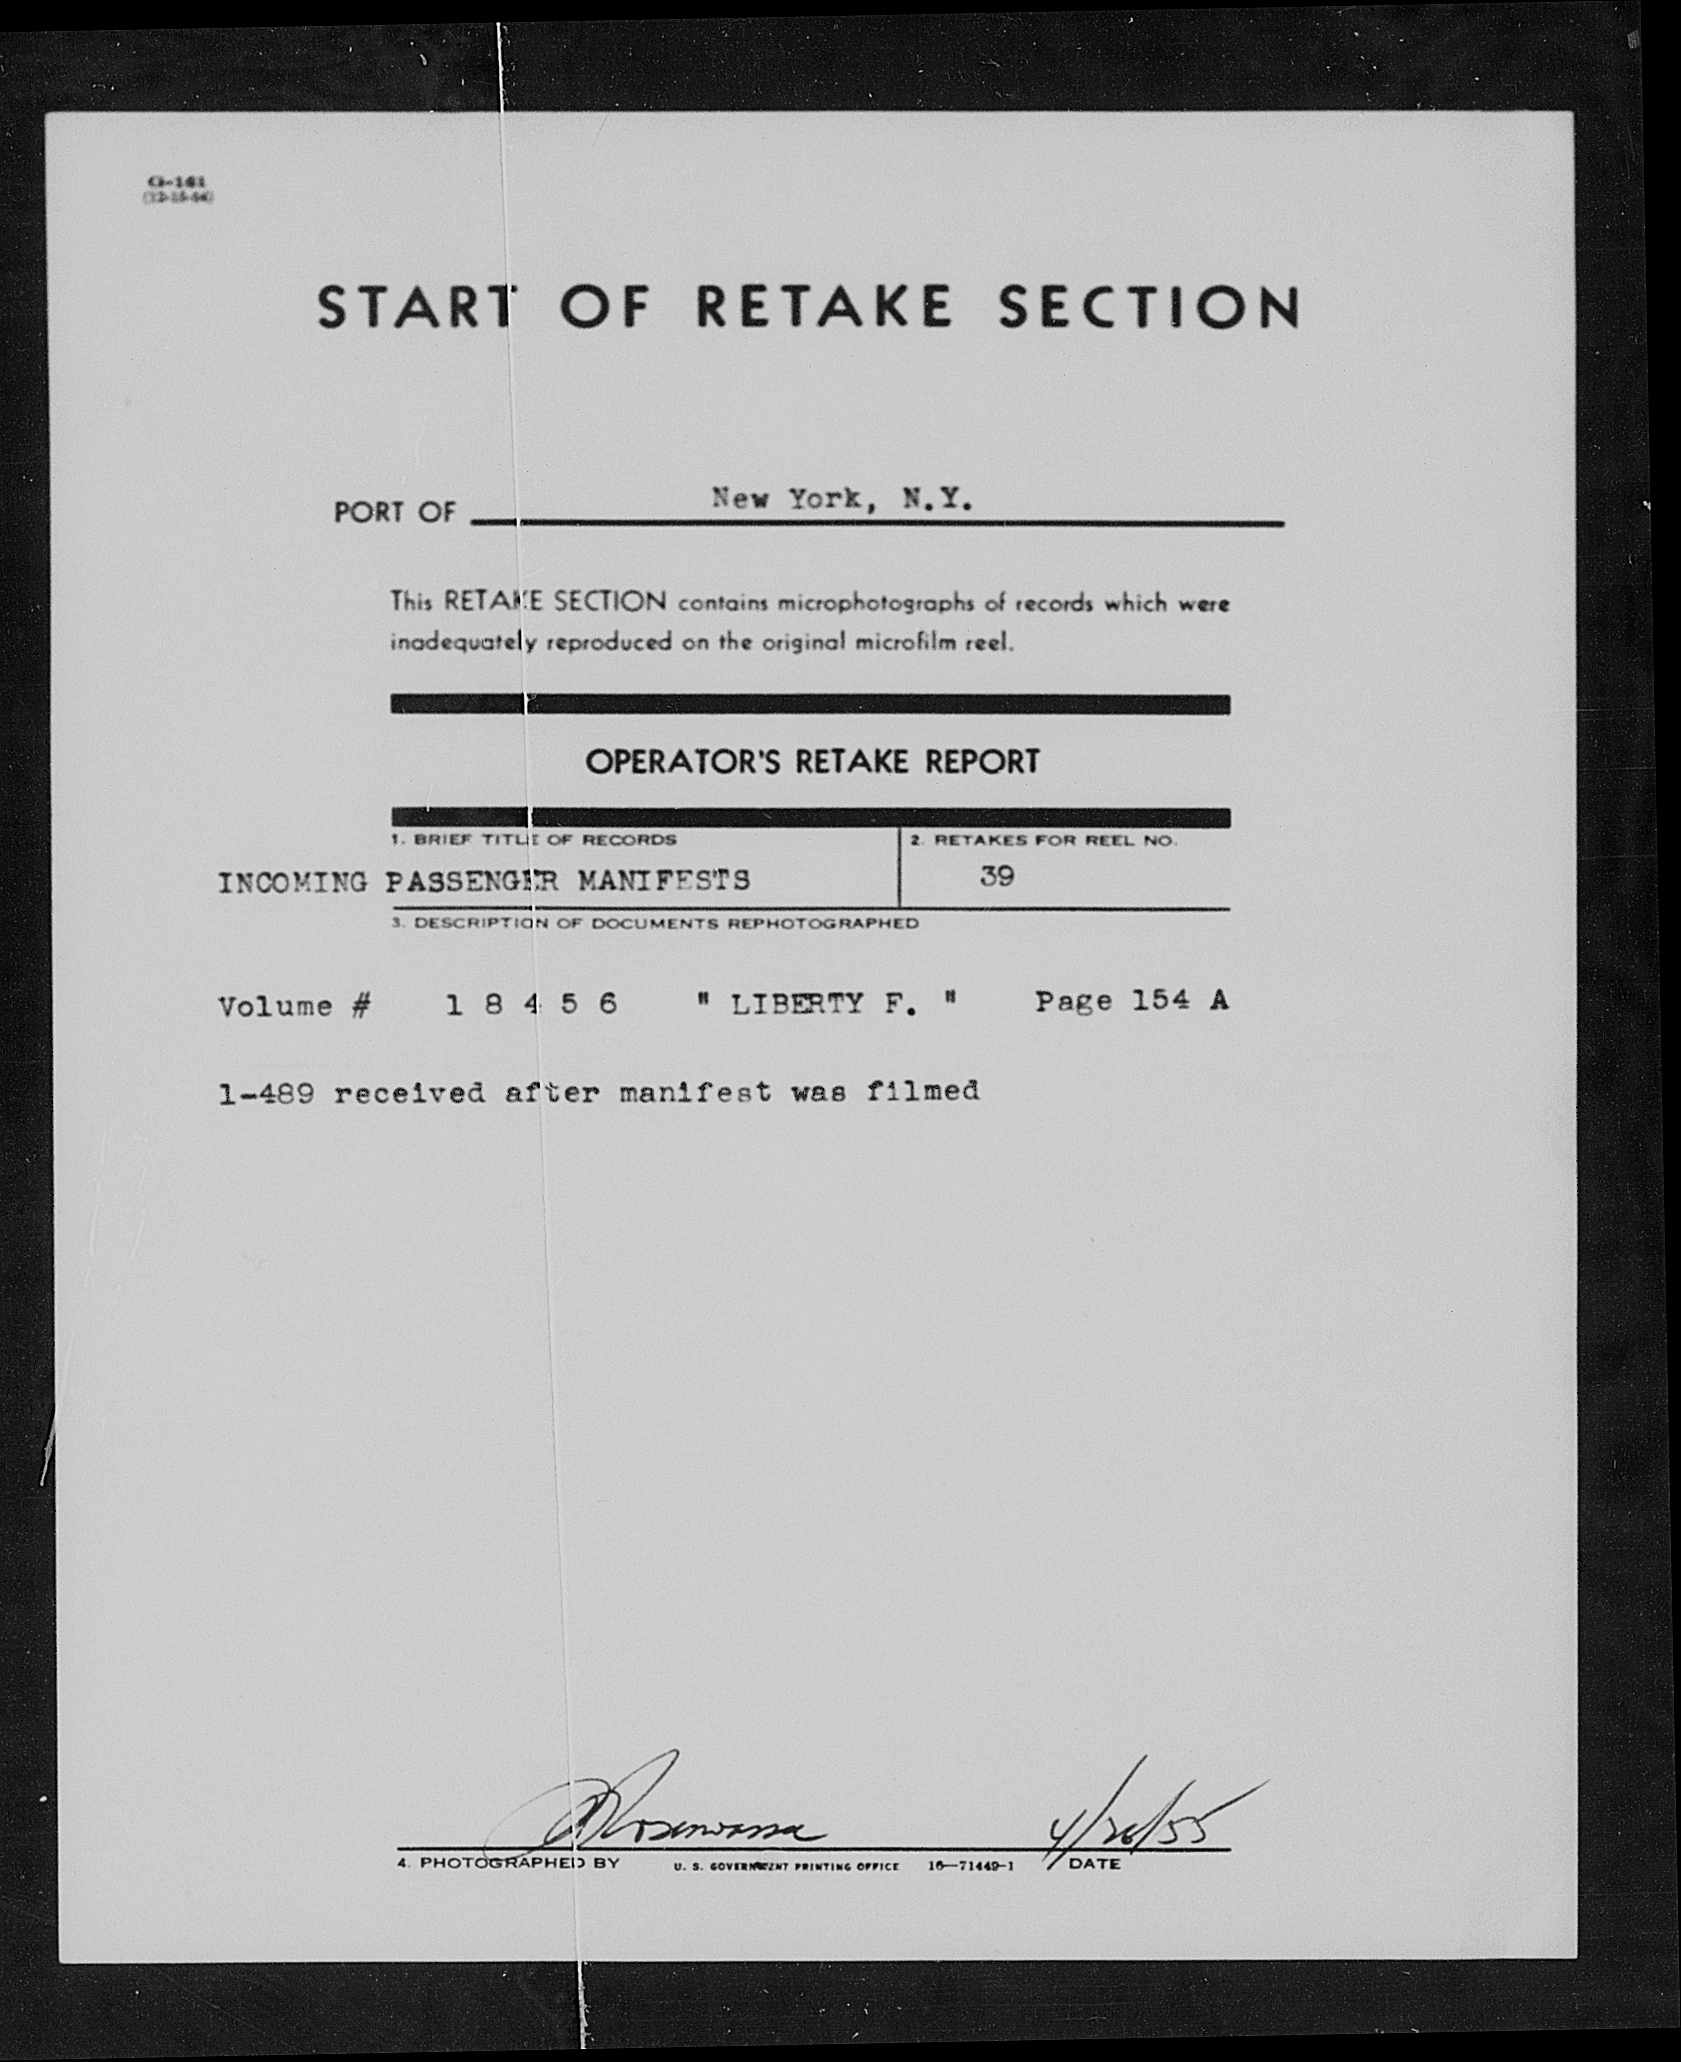 G-161
START OF RETAKE SECTION
PORT OF New York, N.Y.
This RETAKE SECTION contains microphotographs of records which were
inadequately reproduced on the original microfilm reel.
OPERATOR'S RETAKE REPORT
1. BRIEF TITLE OF RECORDS 2. RETAKES FOR REEL NO.
INCOMING PASSENGER MANIFESTS 39
3. DESCRIPTION OF DOCUMENTS REPHOTOGRAPHED
Volume # 1 8 4 5 6 " LIBERTY F. " Page 154 A
1-489 received after manifest was filmed
4/26/55
4. PHOTOGRAPHED BY U. S. GOVERNMENT PRINTING OFFICE 16—71449-1 DATE